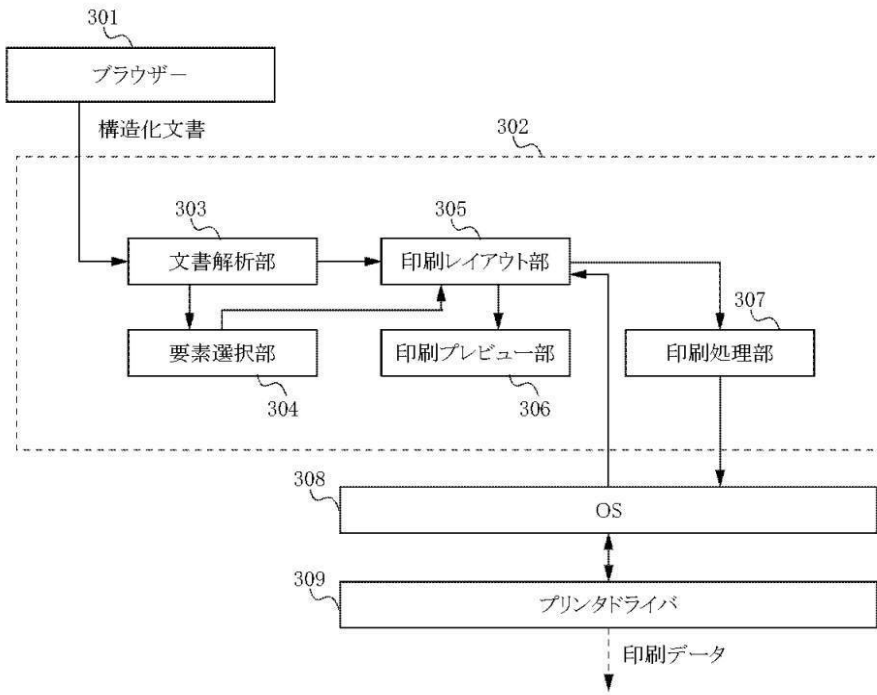 301
ブラウザー
構造化文書
302
303
文書解析部
305
印刷レイアウト部
307
要素選択部
304
印刷プレビュー部
306
印刷処理部
308
OS
309
プリンタドライバ
印刷データ